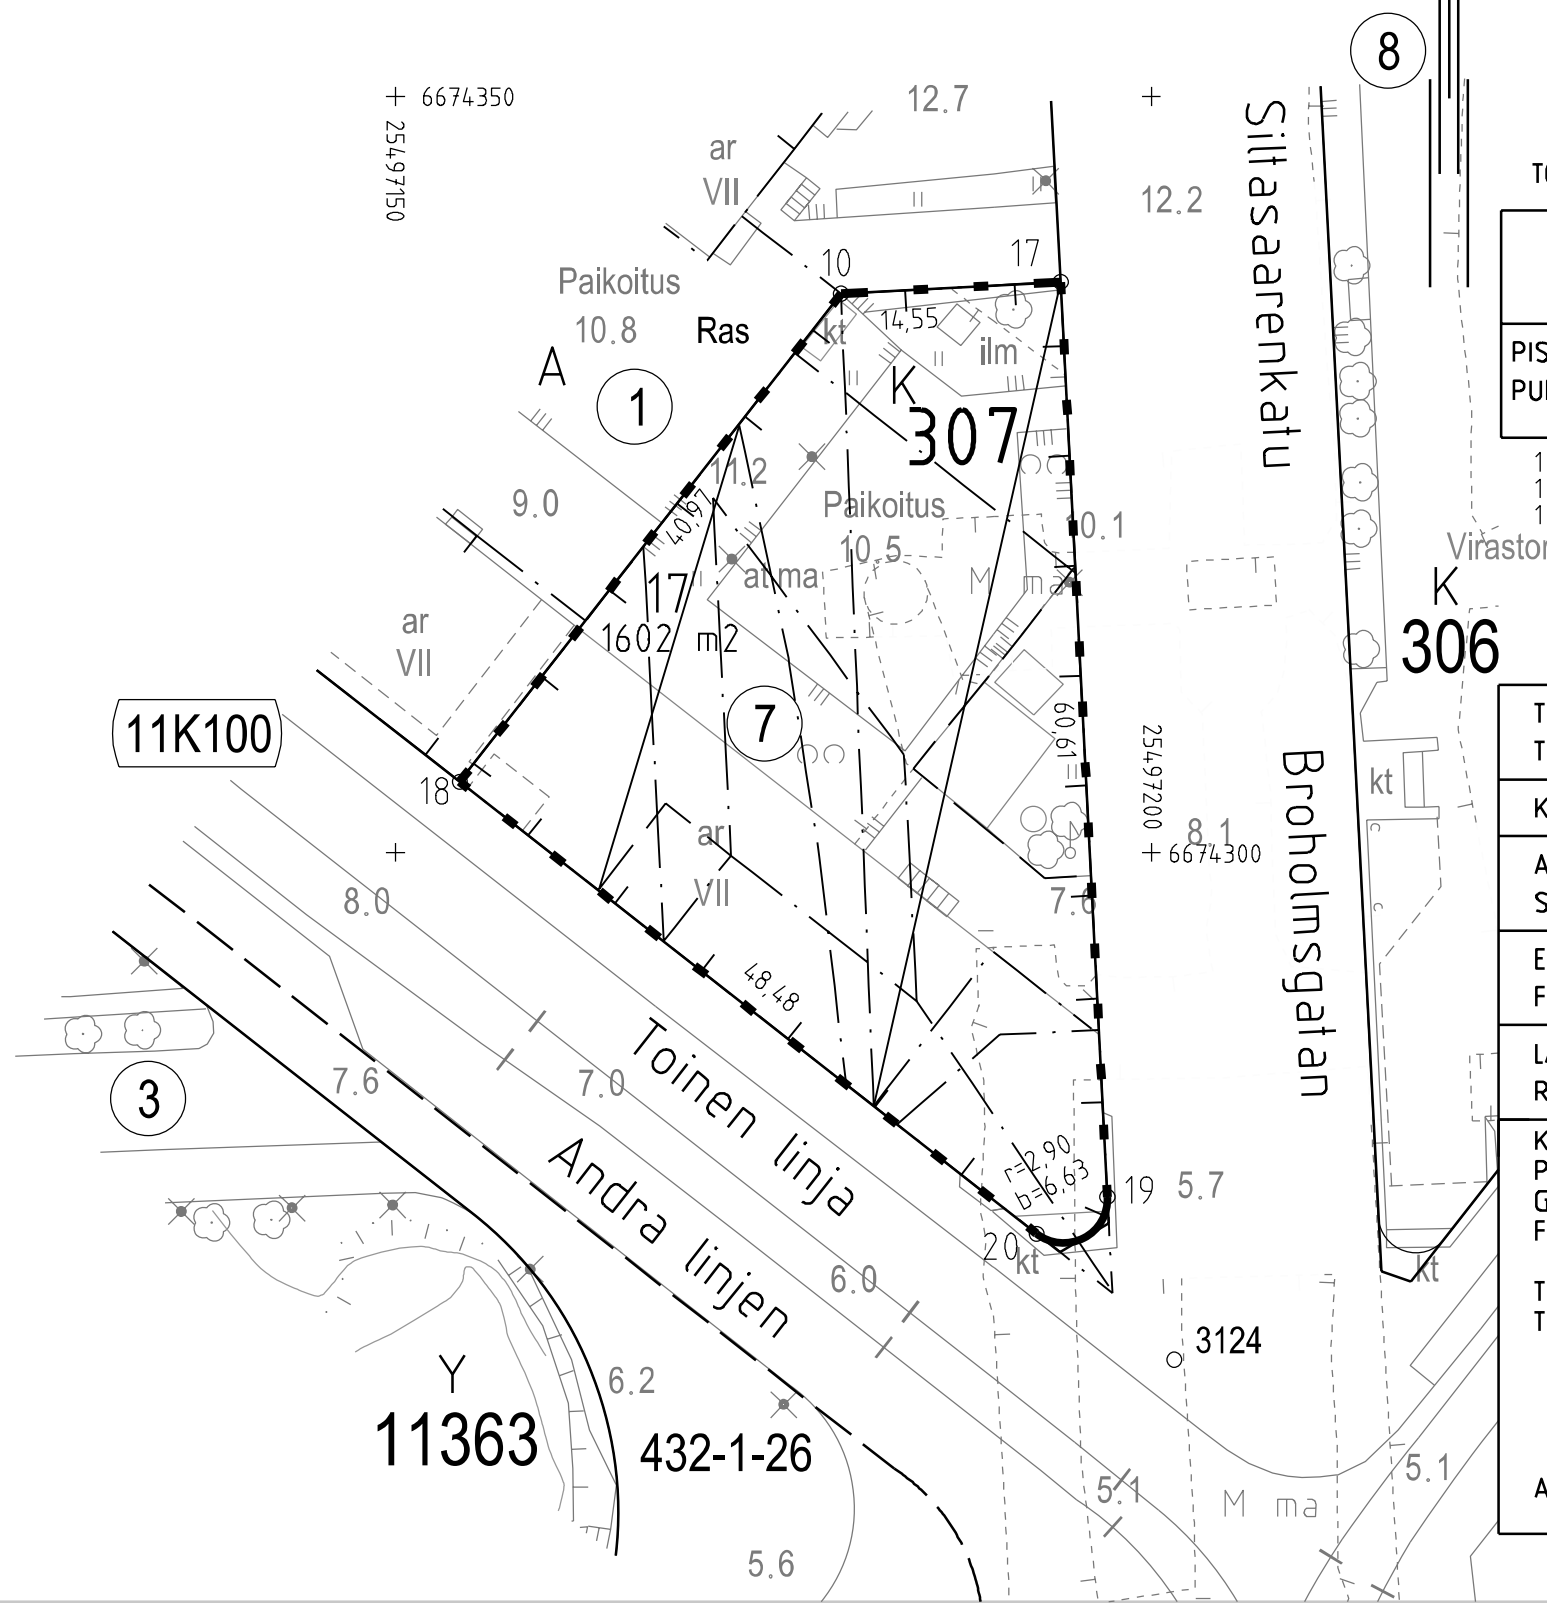 8
6674350
25497150
12.7
ar
VII
12.2
Siltasaarenkatu
10
17
Paikoitus
10.8
Ras
kt
14,55
ilm
A
1
K
307
11.2
40,97
9.0
Paikoitus
10.5
10.1
Virastor
K
306
at ma
M ma
17
1602 m2
ar
VII
11K100
7
60,61
25497200
6674300
8.1
kt
Broholmsgatan
18
ar
VII
8.0
7.6
48,48
Toinen linja
Andra linjen
7.6
7.0
3
r=2,90
b=6,63
19
5.7
20
kt
kt
6.0
3124
Y
11363
6.2
432-1-26
5.1
5.1
M ma
5.6
PIS
PUI